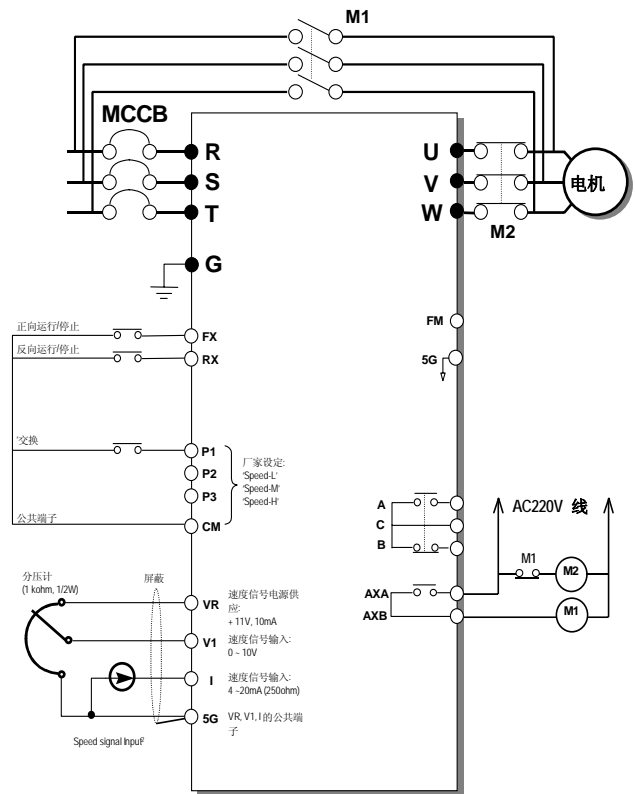 M1
MCCB
R
S
T
U
V
W
电机
M2
G
FM
5G
正向运行/停止
FX
反向运行/停止
RX
'交换
P1
P2
P3
厂家设定:
'Speed-L'
'Speed-M'
'Speed-H'
公共端子
CM
A
C
B
AC220V 线
M1
M2
AXA
AXB
M1
分压计
(1 kohm, 1/2W)
屏蔽
VR
速度信号电源供
应:
+ 11V, 10mA
V1
速度信号输入:
0 ~ 10V
I
速度信号输入:
4 ~20mA (250ohm)
5G
VR, V1, I 的公共端
子
Speed signal Input²